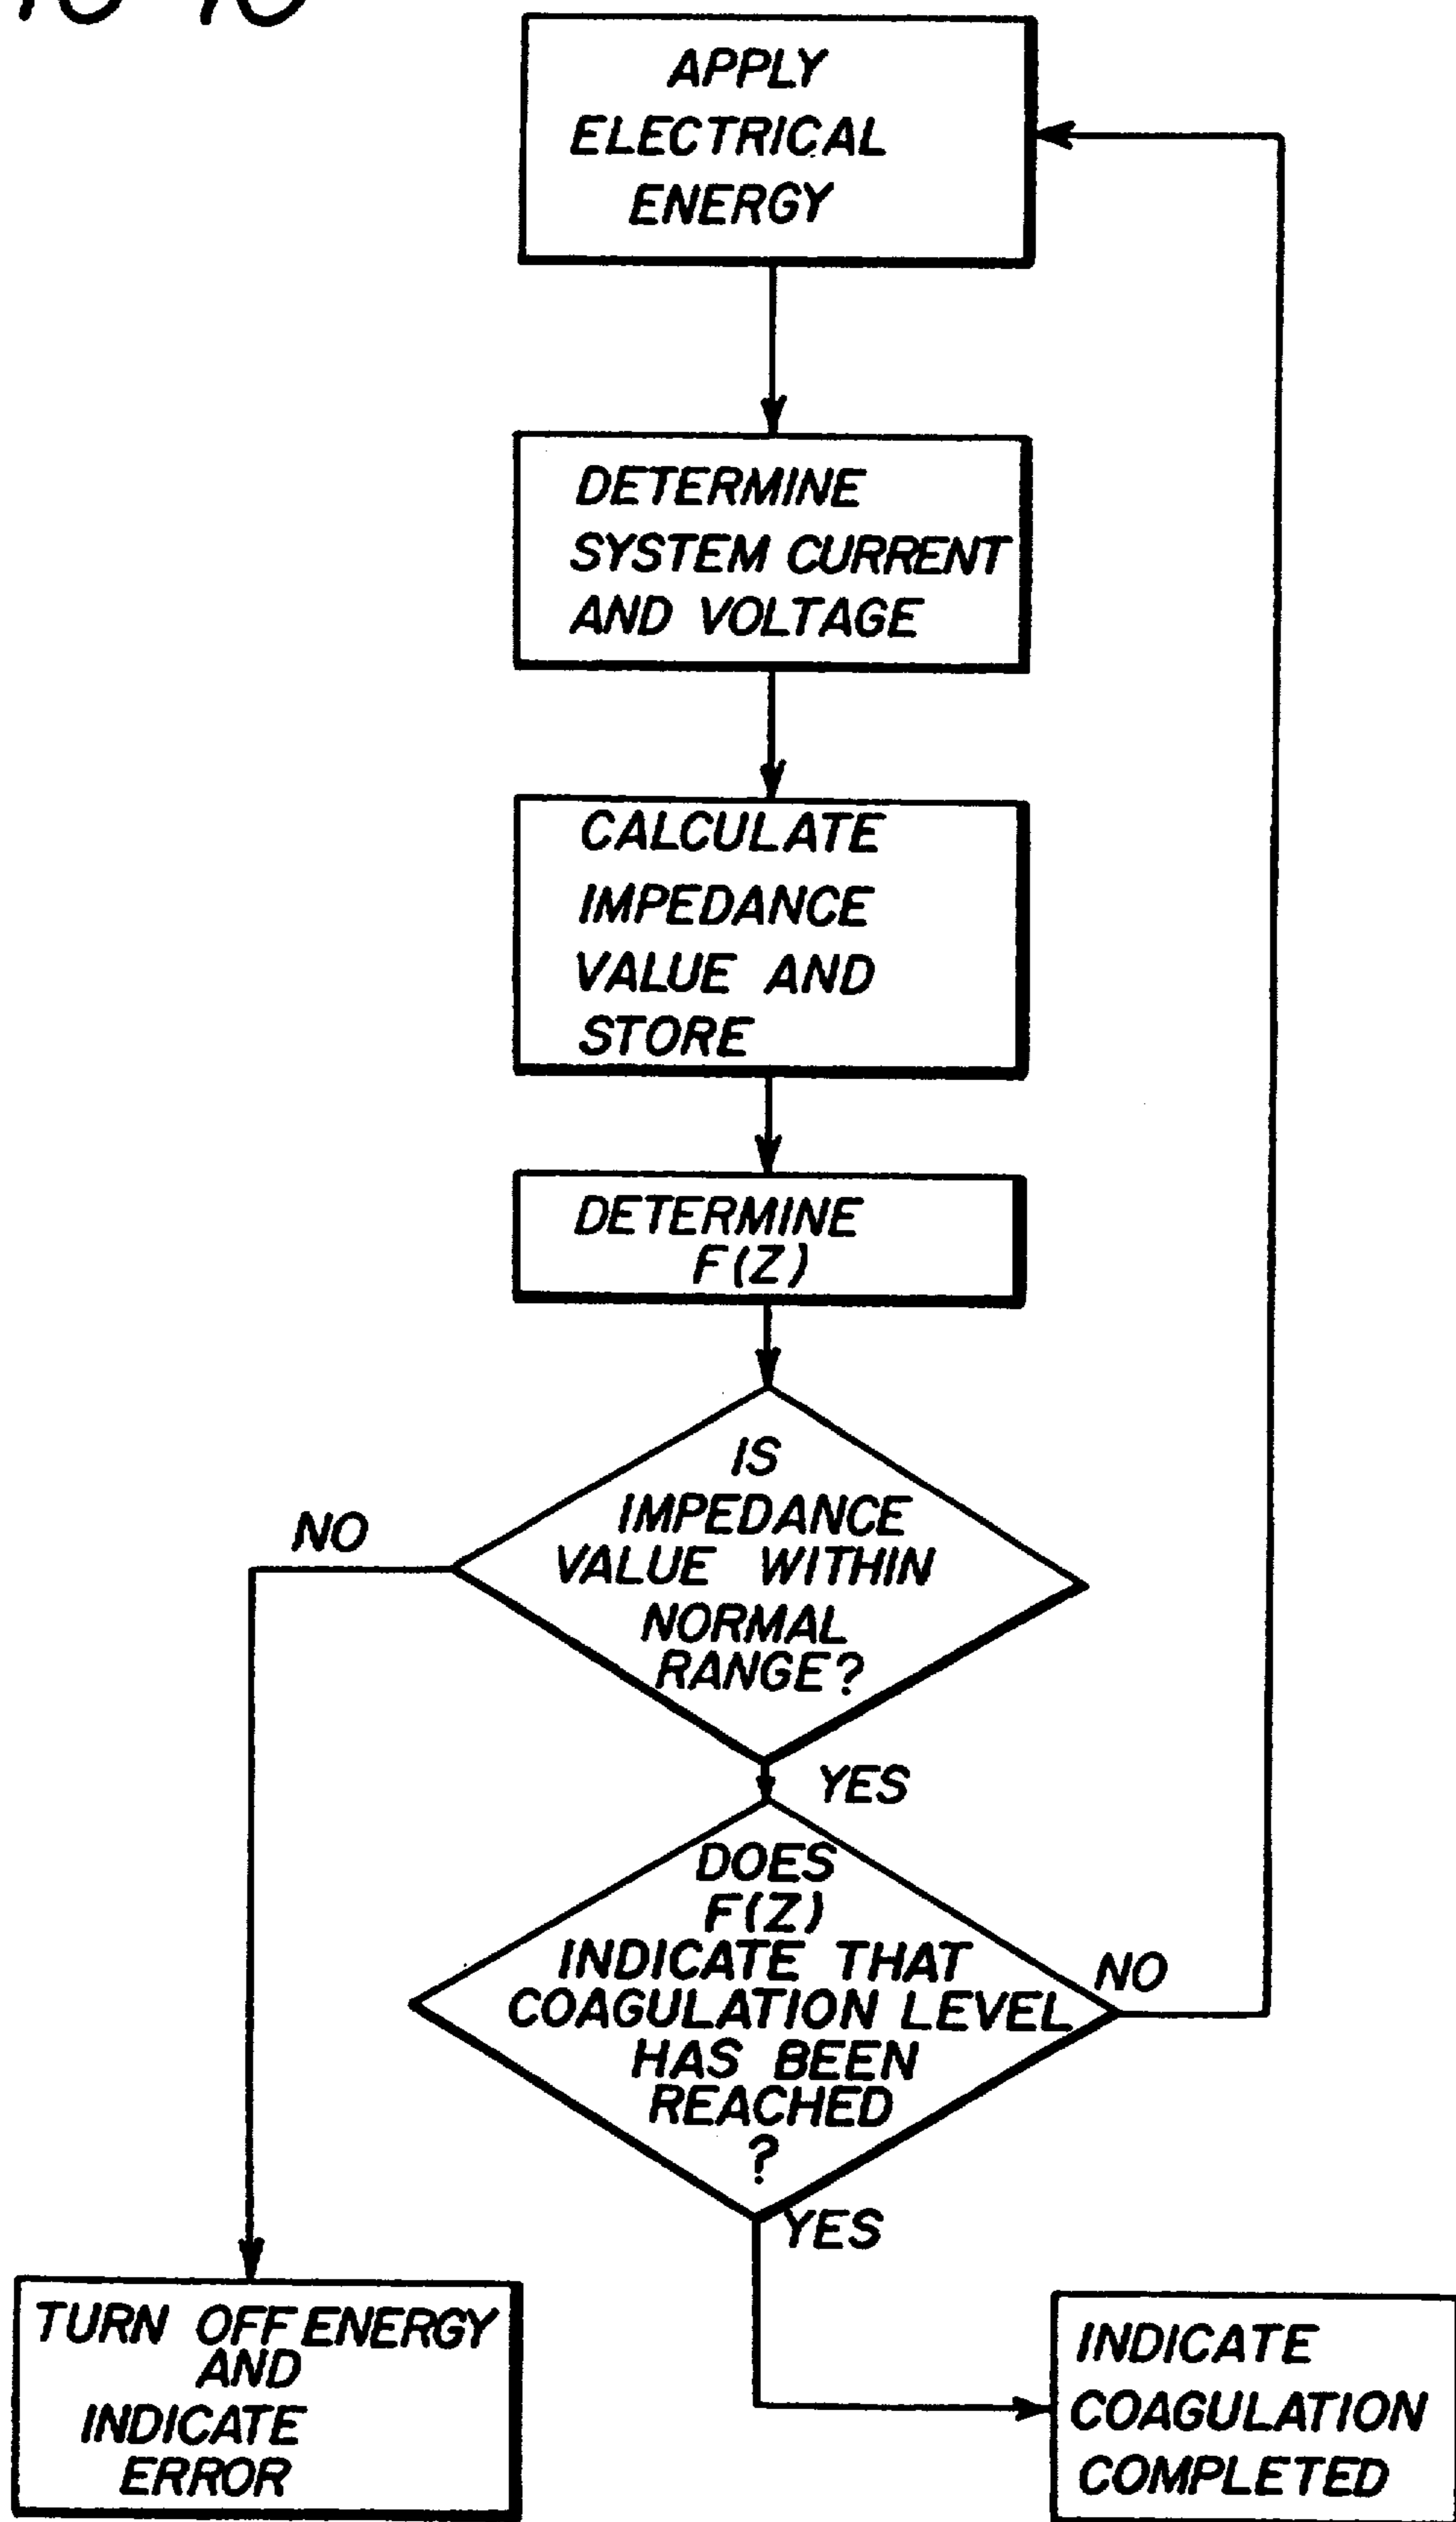 APPLY
ELECTRICAL
ENERGY
DETERMINE
SYSTEM CURRENT
AND VOLTAGE
CALCULATE
IMPEDANCE
VALUE AND
STORE
DETERMINE
F(Z)
IS
IMPEDANCE
VALUE WITHIN
NORMAL
RANGE?
NO
YES
DOES
F(Z)
INDICATE THAT
COAGULATION LEVEL
HAS BEEN
REACHED
?
NO
YES
TURN OFF ENERGY
AND
INDICATE
ERROR
INDICATE
COAGULATION
COMPLETED